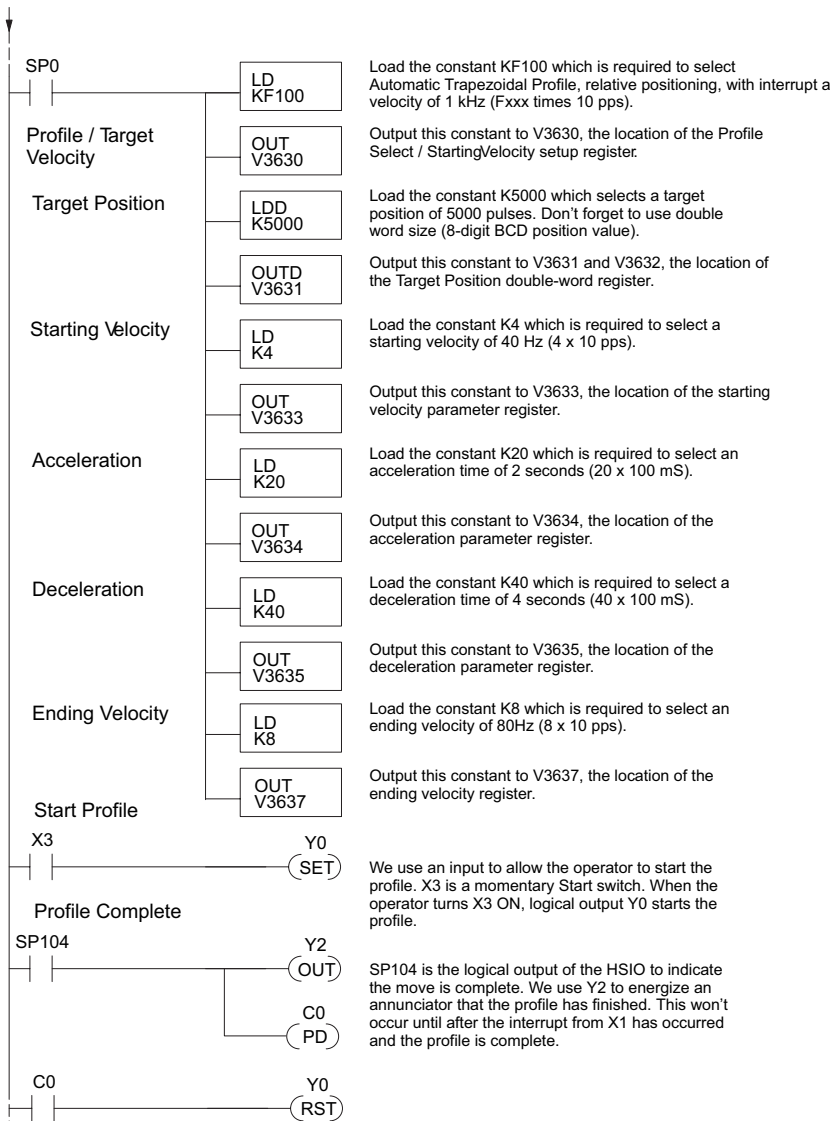 SP0
LD
KF100
Load the constant KF100 which is required to select
Automatic Trapezoidal Profile, relative positioning, with interrupt a
velocity of 1 kHz (Fxxx times 10 pps).
Profile / Target
Velocity
OUT
V3630
Output this constant to V3630, the location of the Profile
Select / StartingVelocity setup register.
Target Position
LDD
K5000
Load the constant K5000 which selects a target
position of 5000 pulses. Don't forget to use double
word size (8-digit BCD position value).
OUTD
V3631
Output this constant to V3631 and V3632, the location of
the Target Position double-word register.
Starting Velocity
LD
K4
Load the constant K4 which is required to select a
starting velocity of 40 Hz (4 x 10 pps).
OUT
V3633
Output this constant to V3633, the location of the starting
velocity parameter register.
Acceleration
LD
K20
Load the constant K20 which is required to select an
acceleration time of 2 seconds (20 x 100 mS).
OUT
V3634
Output this constant to V3634, the location of the
acceleration parameter register.
Deceleration
LD
K40
Load the constant K40 which is required to select a
deceleration time of 4 seconds (40 x 100 mS).
OUT
V3635
Output this constant to V3635, the location of the
deceleration parameter register.
Ending Velocity
LD
K8
Load the constant K8 which is required to select an
ending velocity of 80Hz (8 x 10 pps).
OUT
V3637
Output this constant to V3637, the location of the
ending velocity register.
Start Profile
X3
Y0
SET
We use an input to allow the operator to start the
profile. X3 is a momentary Start switch. When the
operator turns X3 ON, logical output Y0 starts the
profile.
Profile Complete
SP104
Y2
OUT
C0
PD
SP104 is the logical output of the HSIO to indicate
the move is complete. We use Y2 to energize an
annunciator that the profile has finished. This won't
occur until after the interrupt from X1 has occurred
and the profile is complete.
C0
Y0
RST